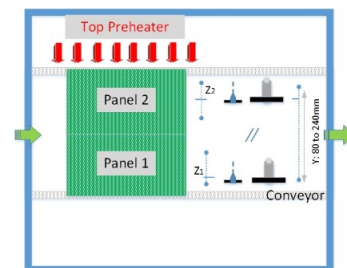 Top Preheater
Panel 2
Z2
Panel 1
Z1
//
Y: 80 to 240mm
Conveyor